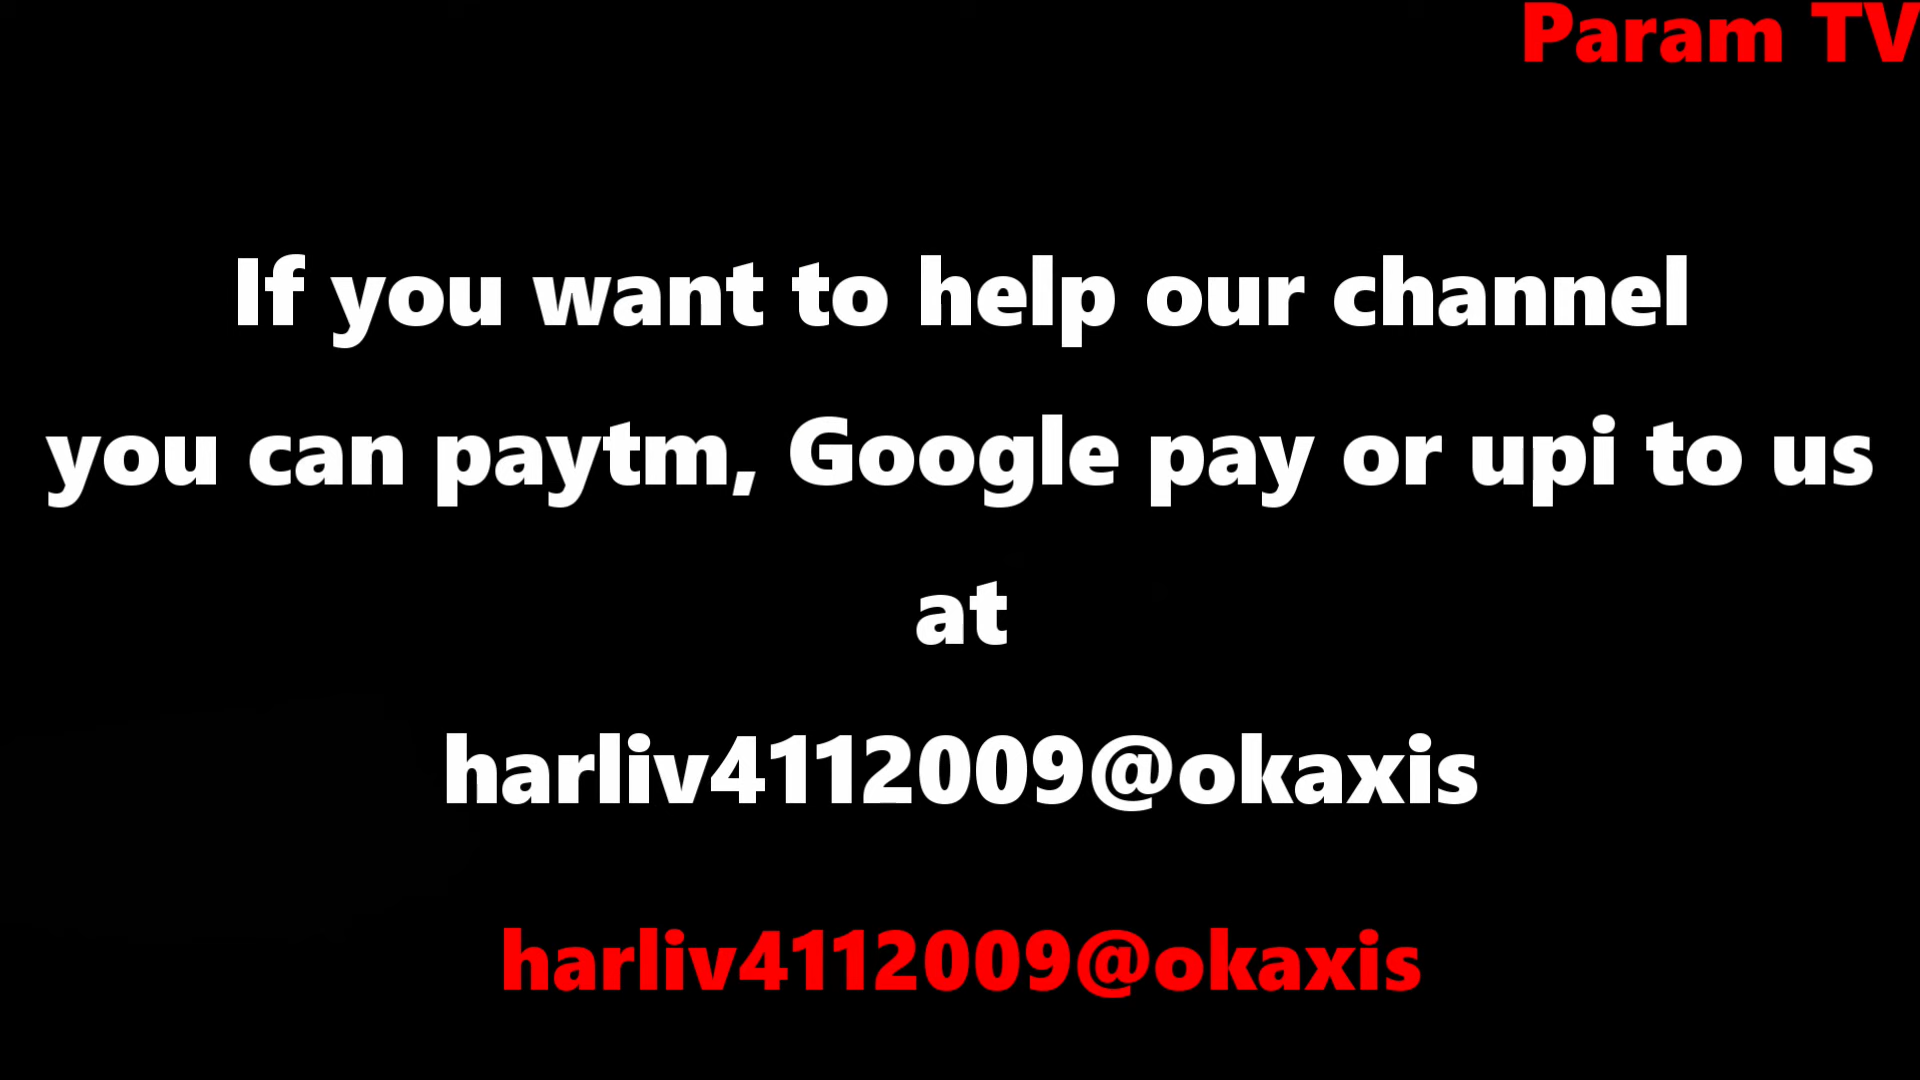 Param TV
If you want to help our channel
you can paytm, Google pay or upi to us
at
harliv4112009@okaxis
harliv4112009@okaxis